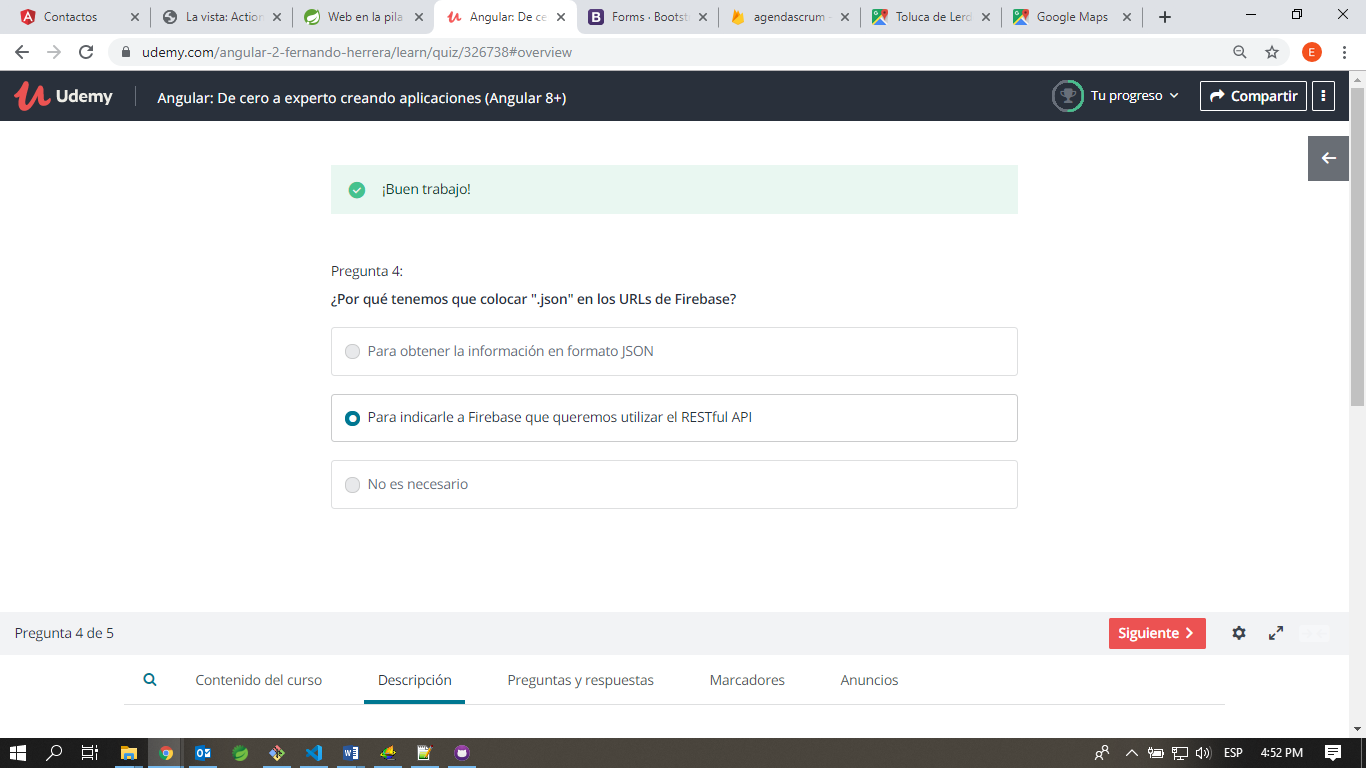 Contactos
La vista: Action
Web en la pila
Angular: De ce
Forms · Bootst
agendascrum -
Toluca de Lerd
Google Maps
udemy.com/angular-2-fernando-herrera/learn/quiz/326738#overview
E
Udemy
Angular: De cero a experto creando aplicaciones (Angular 8+)
Tu progreso
Compartir
¡Buen trabajo!
Pregunta 4:
¿Por qué tenemos que colocar ".json" en los URLs de Firebase?
Para obtener la información en formato JSON
Para indicarle a Firebase que queremos utilizar el RESTful API
No es necesario
Pregunta 4 de 5
Siguiente
Contenido del curso
Descripción
Preguntas y respuestas
Marcadores
Anuncios
ESP
4:52 PM